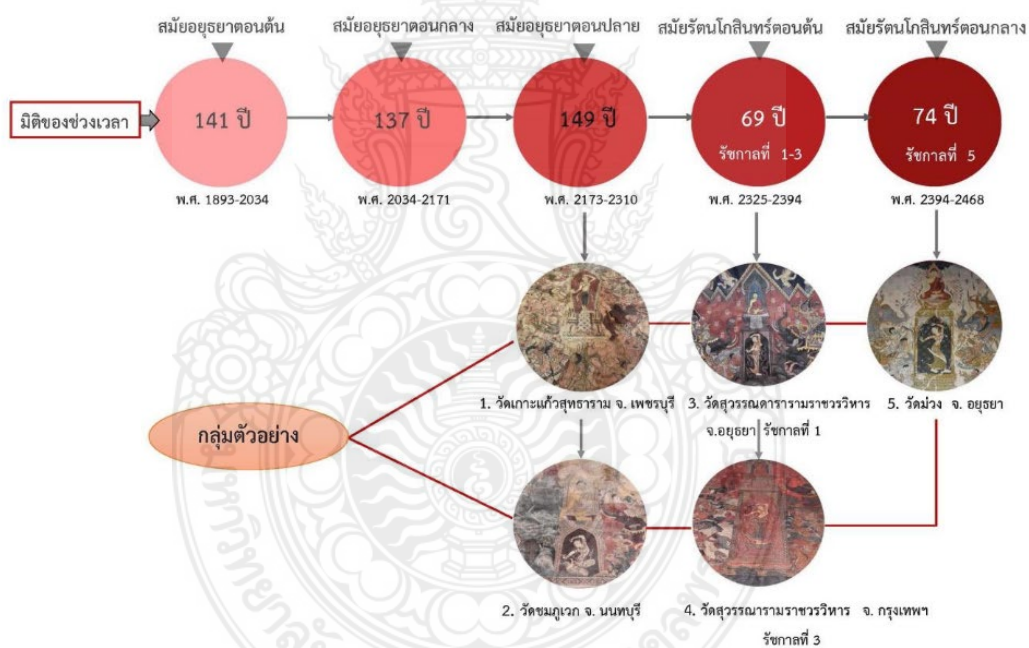 สมัยอยุธยาตอนต้น
สมัยอยุธยาตอนกลาง
สมัยอยุธยาตอนปลาย
สมัยรัตนโกสินทร์ตอนต้น
สมัยรัตนโกสินทร์ตอนกลาง
มิติของช่วงเวลา
141 ปี
137 ปี
149 ปี
69 ปี
รัชกาลที่ 1-3
74 ปี
รัชกาลที่ 5
พ.ศ. 1893-2034
พ.ศ. 2034-2171
พ.ศ. 2173-2310
พ.ศ. 2325-2394
พ.ศ. 2394-2468
กลุ่มตัวอย่าง
1. วัดเกาะแก้วสุทธาราม จ. เพชรบุรี
3. วัดสุวรรณดารารามราชวรวิหาร
จ.อยุธยา รัชกาลที่ 1
5. วัดม่วง จ. อยุธยา
2. วัดชมภูเวก จ. นนทบุรี
4. วัดสุวรรณารามราชวรวิหาร จ. กรุงเทพฯ
รัชกาลที่ 3